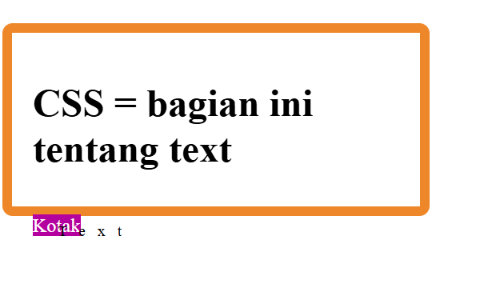 CSS = bagian ini
tentang text
Kotak
T e x t